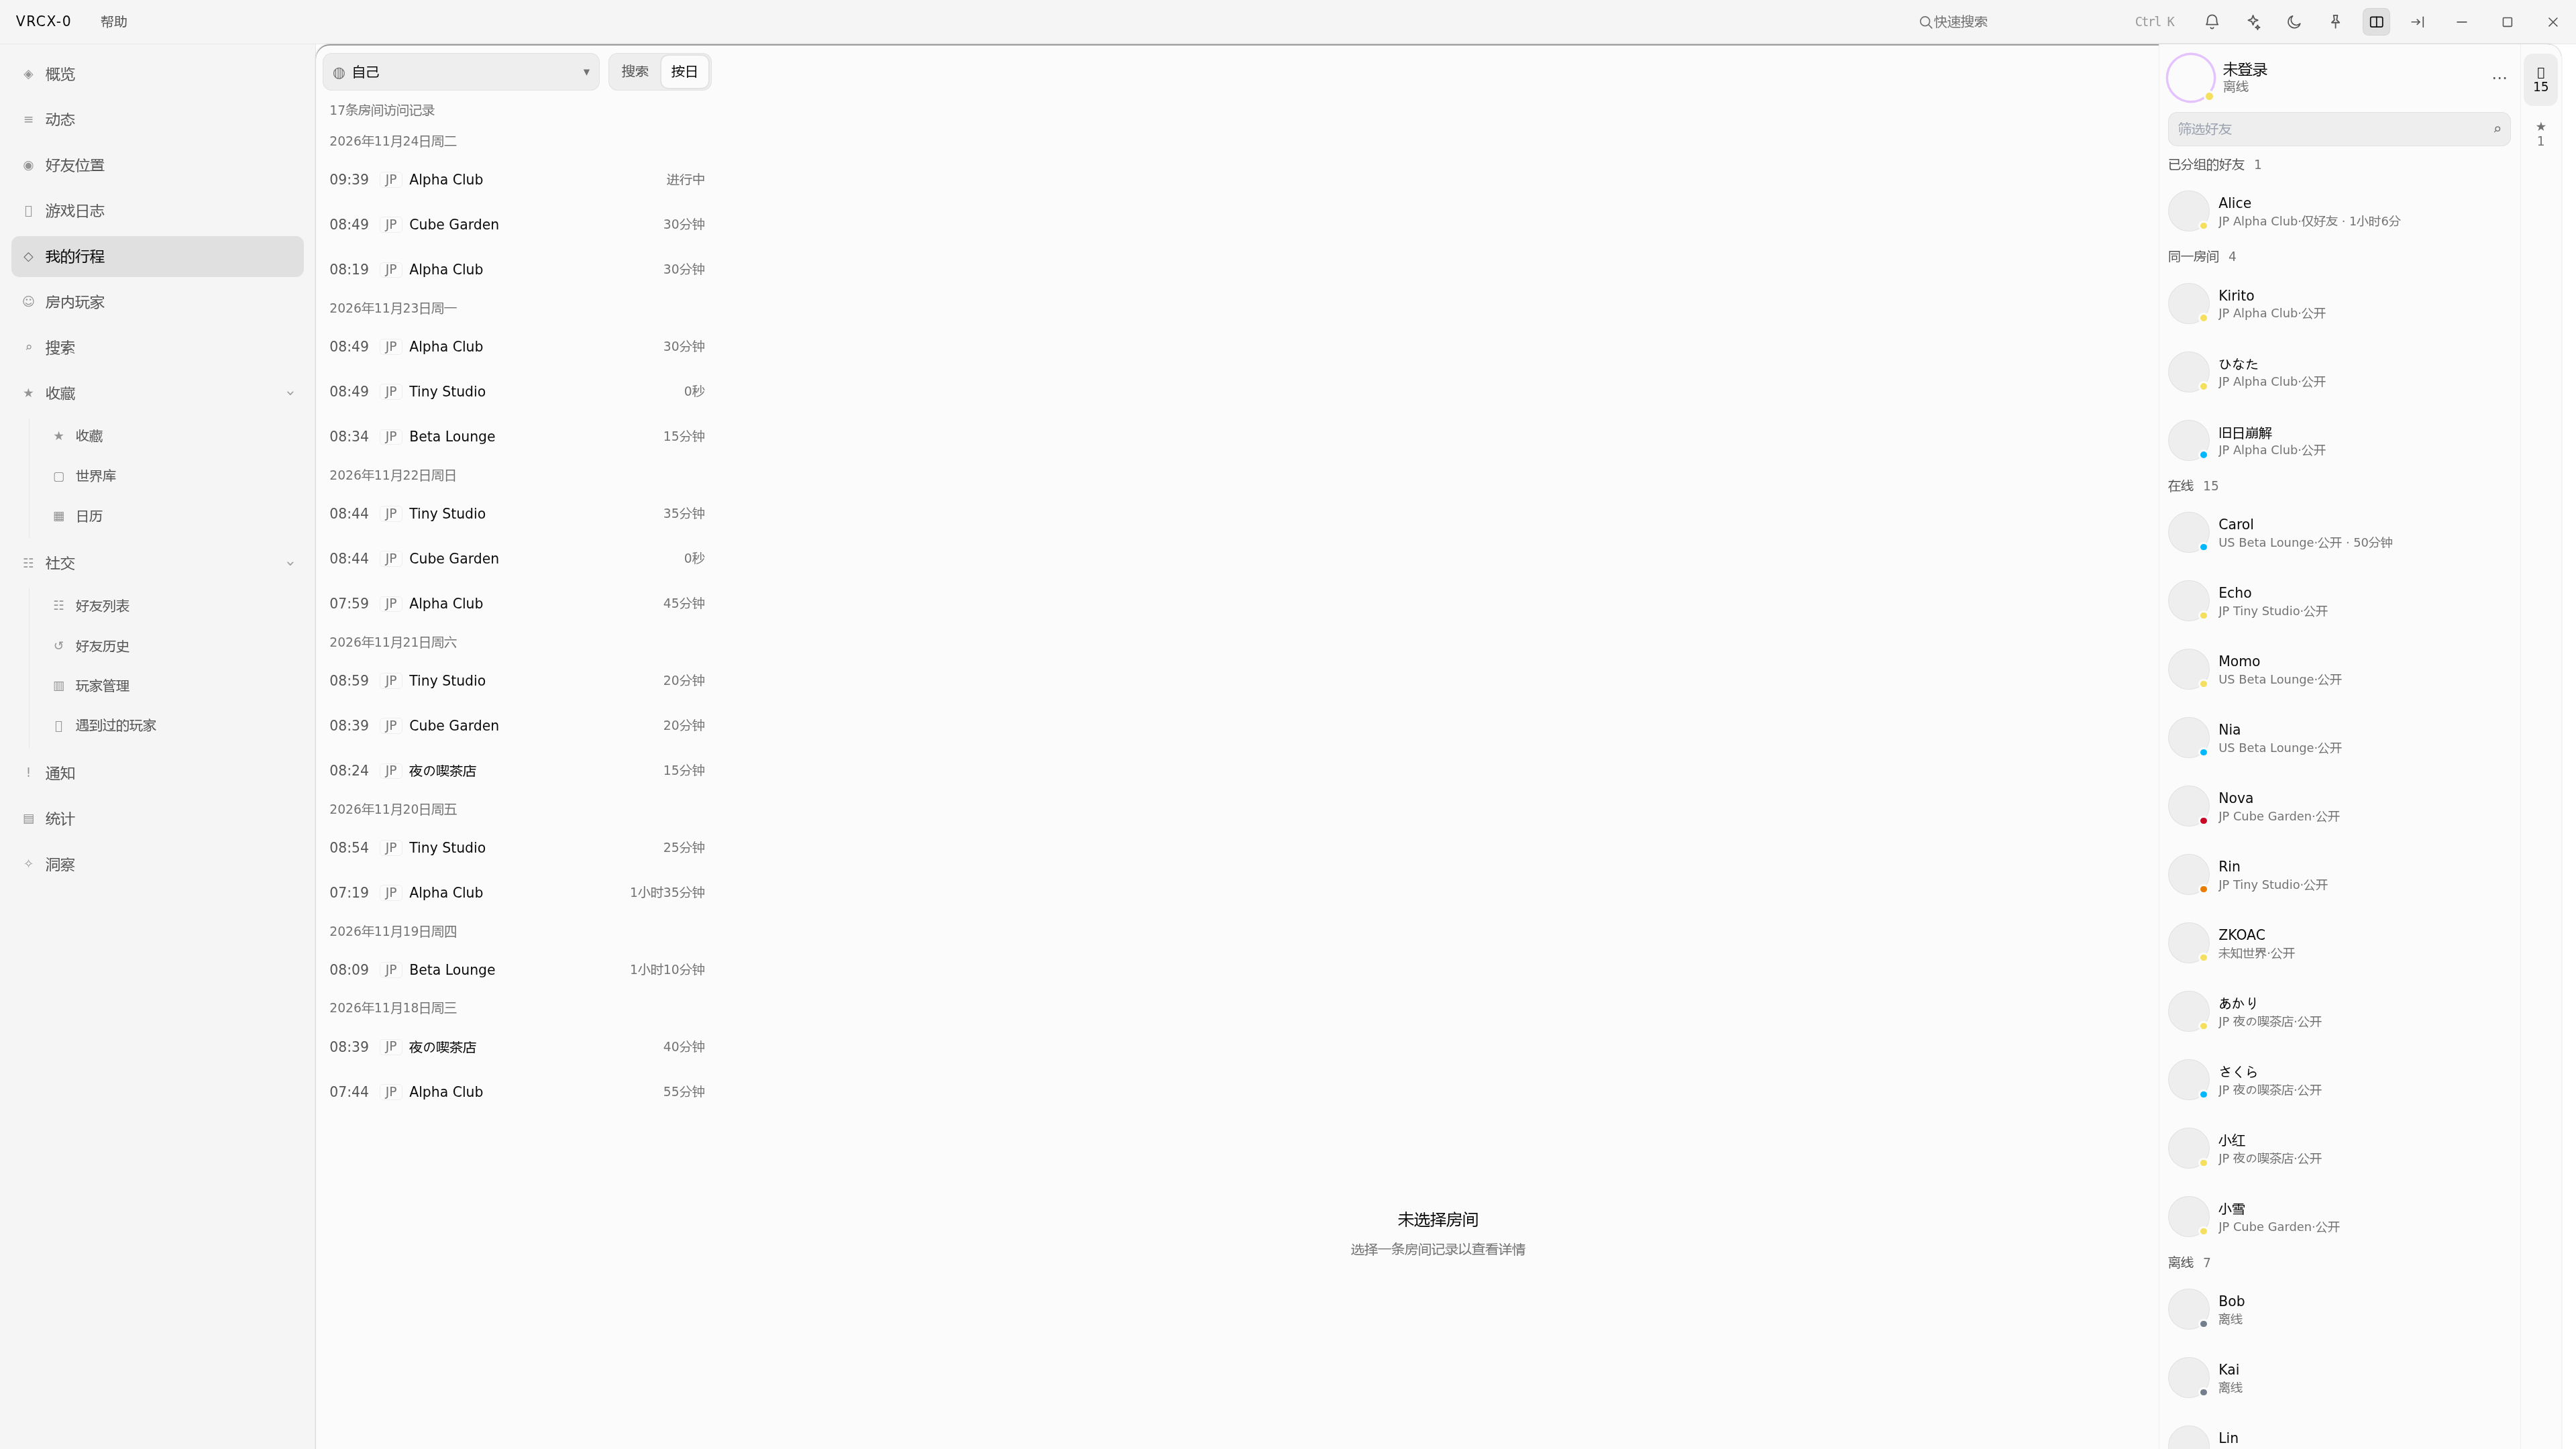 VRCX-0
帮助
快速搜索
Ctrl K
概览
动态
好友位置
游戏日志
我的行程
房内玩家
搜索
收藏
收藏
世界库
日历
社交
好友列表
好友历史
玩家管理
遇到过的玩家
通知
统计
洞察
自己
搜索
按日
17条房间访问记录
2026年11月24日周二
09:39 JP Alpha Club 进行中
08:49 JP Cube Garden 30分钟
08:19 JP Alpha Club 30分钟
2026年11月23日周一
08:49 JP Alpha Club 30分钟
08:49 JP Tiny Studio 0秒
08:34 JP Beta Lounge 15分钟
2026年11月22日周日
08:44 JP Tiny Studio 35分钟
08:44 JP Cube Garden 0秒
07:59 JP Alpha Club 45分钟
2026年11月21日周六
08:59 JP Tiny Studio 20分钟
08:39 JP Cube Garden 20分钟
08:24 JP 夜の喫茶店 15分钟
2026年11月20日周五
08:54 JP Tiny Studio 25分钟
07:19 JP Alpha Club 1小时35分钟
2026年11月19日周四
08:09 JP Beta Lounge 1小时10分钟
2026年11月18日周三
08:39 JP 夜の喫茶店 40分钟
07:44 JP Alpha Club 55分钟
未选择房间
选择一条房间记录以查看详情
未登录
离线
15
1
筛选好友
已分组的好友 1
Alice
JP Alpha Club·仅好友 · 1小时6分
同一房间 4
Kirito
JP Alpha Club·公开
ひなた
JP Alpha Club·公开
旧日崩解
JP Alpha Club·公开
在线 15
Carol
US Beta Lounge·公开 · 50分钟
Echo
JP Tiny Studio·公开
Momo
US Beta Lounge·公开
Nia
US Beta Lounge·公开
Nova
JP Cube Garden·公开
Rin
JP Tiny Studio·公开
ZKOAC
未知世界·公开
あかり
JP 夜の喫茶店·公开
さくら
JP 夜の喫茶店·公开
小红
JP 夜の喫茶店·公开
小雪
JP Cube Garden·公开
离线 7
Bob
离线
Kai
离线
Lin